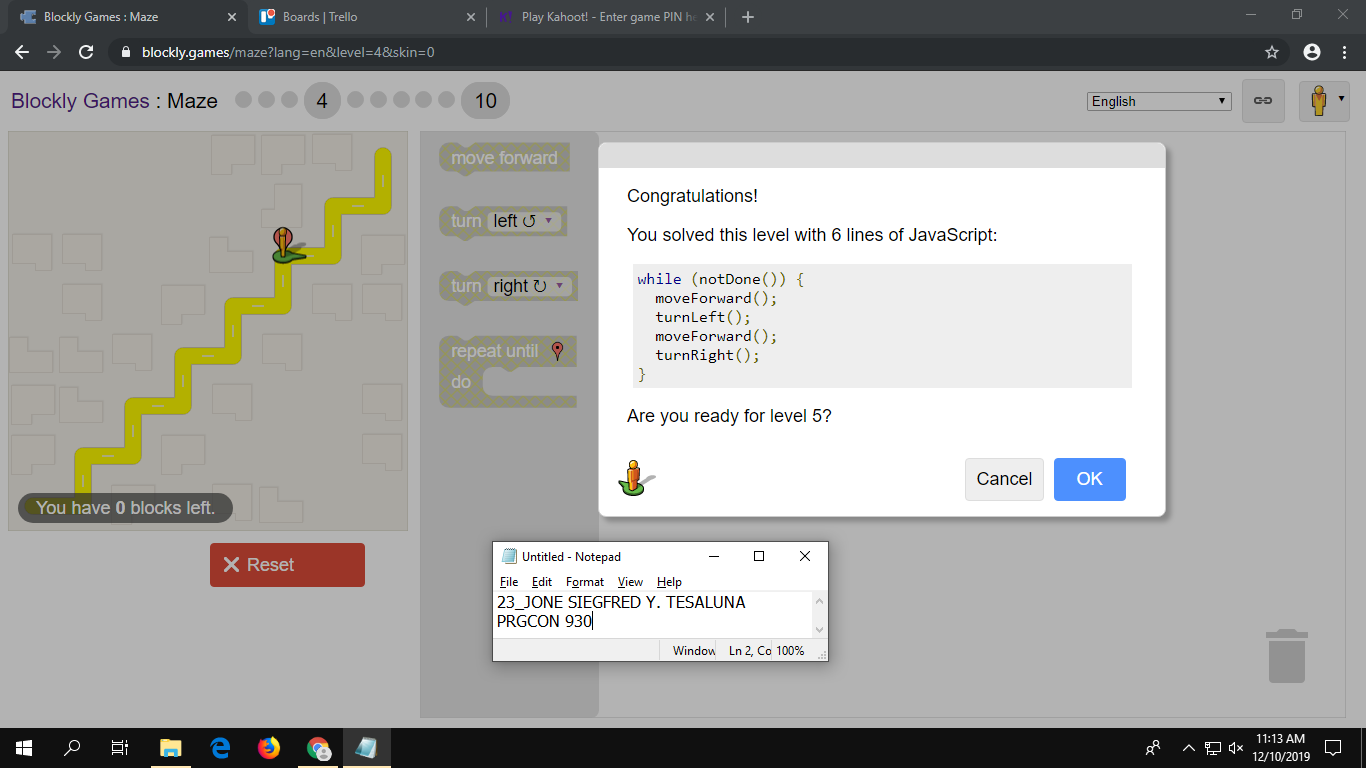 Blockly Games : Maze
Boards | Trello
Play Kahoot! - Enter game PIN he
blockly.games/maze?lang=en&level=4&skin=0
Blockly Games : Maze 4 10
English
move forward
turn left ↺ ▾
turn right ↻ ▾
repeat until
do
You have 0 blocks left.
Reset
Congratulations!
You solved this level with 6 lines of JavaScript:
while (notDone()) {
  moveForward();
  turnLeft();
  moveForward();
  turnRight();
}
Are you ready for level 5?
Cancel OK
Untitled - Notepad
File Edit Format View Help
23_JONE SIEGFRED Y. TESALUNA
PRGCON 930
Window Ln 2, Co 100%
11:13 AM
12/10/2019